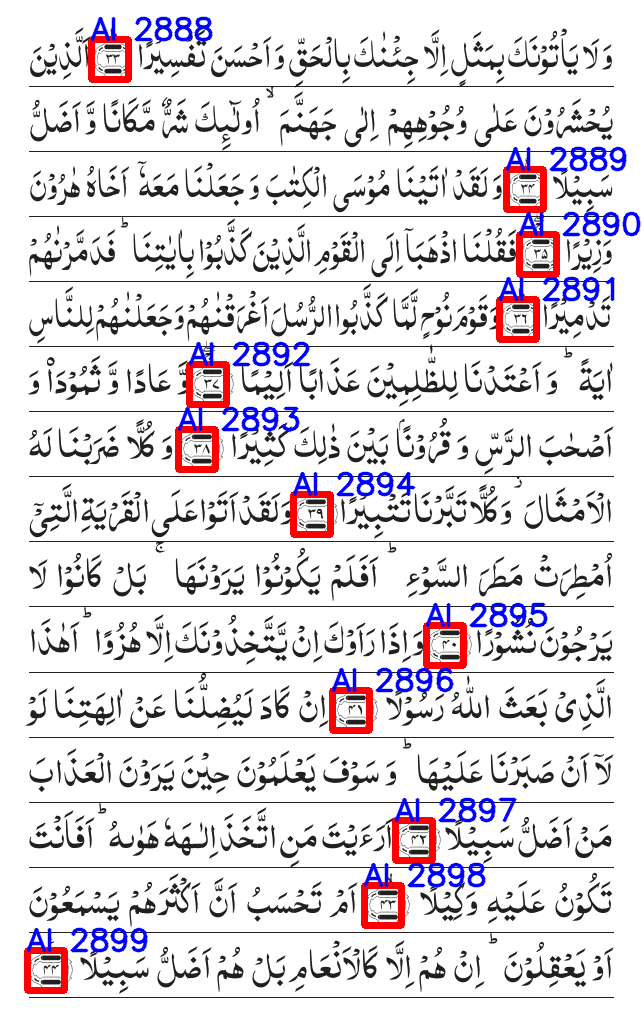 AI 2888
وَلَا يَاْتُوْنَكَ بِمَثَلٍ اِلَّا جِئْنٰكَ بِالْحَقِّ وَ اَحْسَنَ تَفْسِيْرًا ۳۳ اَلَّذِيْنَ
يُحْشَرُوْنَ عَلٰى وُجُوْهِهِمْ اِلٰى جَهَنَّمَ ۙ اُولٰٓئِكَ شَرٌّ مَّكَانًا وَّ اَضَلُّ
AI 2889
سَبِيْلًا ۳۴ وَ لَقَدْ اٰتَيْنَا مُوْسَى الْكِتٰبَ وَ جَعَلْنَا مَعَهٗٓ اَخَاهُ هٰرُوْنَ
AI 2890
وَزِيْرًا ۳۵ فَقُلْنَا اذْهَبَآ اِلَى الْقَوْمِ الَّذِيْنَ كَذَّبُوْا بِاٰيٰتِنَا ؕ فَدَمَّرْنٰهُمْ
AI 2891
تَدْمِيْرًا ۳۶ وَ قَوْمَ نُوْحٍ لَّمَّا كَذَّبُوا الرُّسُلَ اَغْرَقْنٰهُمْ وَ جَعَلْنٰهُمْ لِلنَّاسِ
AI 2892
اٰيَةً ؕ وَ اَعْتَدْنَا لِلظّٰلِمِيْنَ عَذَابًا اَلِيْمًا ۳۷ وَّ عَادًا وَّ ثَمُوْدَا۠ وَ
AI 2893
اَصْحٰبَ الرَّسِّ وَ قُرُوْنًۢا بَيْنَ ذٰلِكَ كَثِيْرًا ۳۸ وَ كُلًّا ضَرَبْنَا لَهُ
AI 2894
الْاَمْثَالَ ؗ وَ كُلًّا تَبَّرْنَا تَتْبِيْرًا ۳۹ وَ لَقَدْ اَتَوْا عَلَى الْقَرْيَةِ الَّتِيْٓ
اُمْطِرَتْ مَطَرَ السَّوْءِ ؕ اَفَلَمْ يَكُوْنُوْا يَرَوْنَهَا ۚ بَلْ كَانُوْا لَا
AI 2895
يَرْجُوْنَ نُشُوْرًا ۴۰ وَ اِذَا رَاَوْكَ اِنْ يَّتَّخِذُوْنَكَ اِلَّا هُزُوًا ؕ اَهٰذَا
AI 2896
الَّذِيْ بَعَثَ اللّٰهُ رَسُوْلًا ۴۱ اِنْ كَادَ لَيُضِلُّنَا عَنْ اٰلِهَتِنَا لَوْ
لَاۤ اَنْ صَبَرْنَا عَلَيْهَا ؕ وَ سَوْفَ يَعْلَمُوْنَ حِيْنَ يَرَوْنَ الْعَذَابَ
AI 2897
مَنْ اَضَلُّ سَبِيْلًا ۴۲ اَرَءَيْتَ مَنِ اتَّخَذَ اِلٰـهَهٗ هَوٰىهُ ؕ اَفَاَنْتَ
AI 2898
تَكُوْنُ عَلَيْهِ وَكِيْلًا ۴۳ اَمْ تَحْسَبُ اَنَّ اَكْثَرَهُمْ يَسْمَعُوْنَ
AI 2899
اَوْ يَعْقِلُوْنَ ؕ اِنْ هُمْ اِلَّا كَالْاَنْعَامِ بَلْ هُمْ اَضَلُّ سَبِيْلًا ۴۴